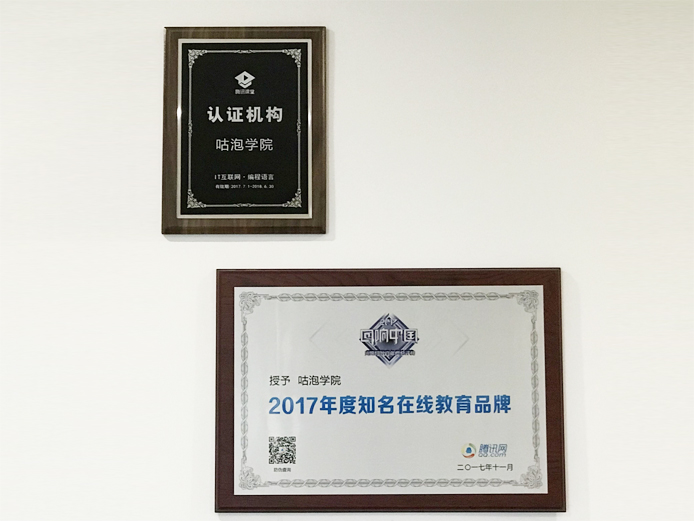 腾讯课堂
认证机构
咕泡学院
IT互联网·编程语言
有效期:2017.7.1-2018.6.30
2017
回响中国
授予 咕泡学院
2017年度知名在线教育品牌
腾讯网
QQ.com
二〇一七年十一月